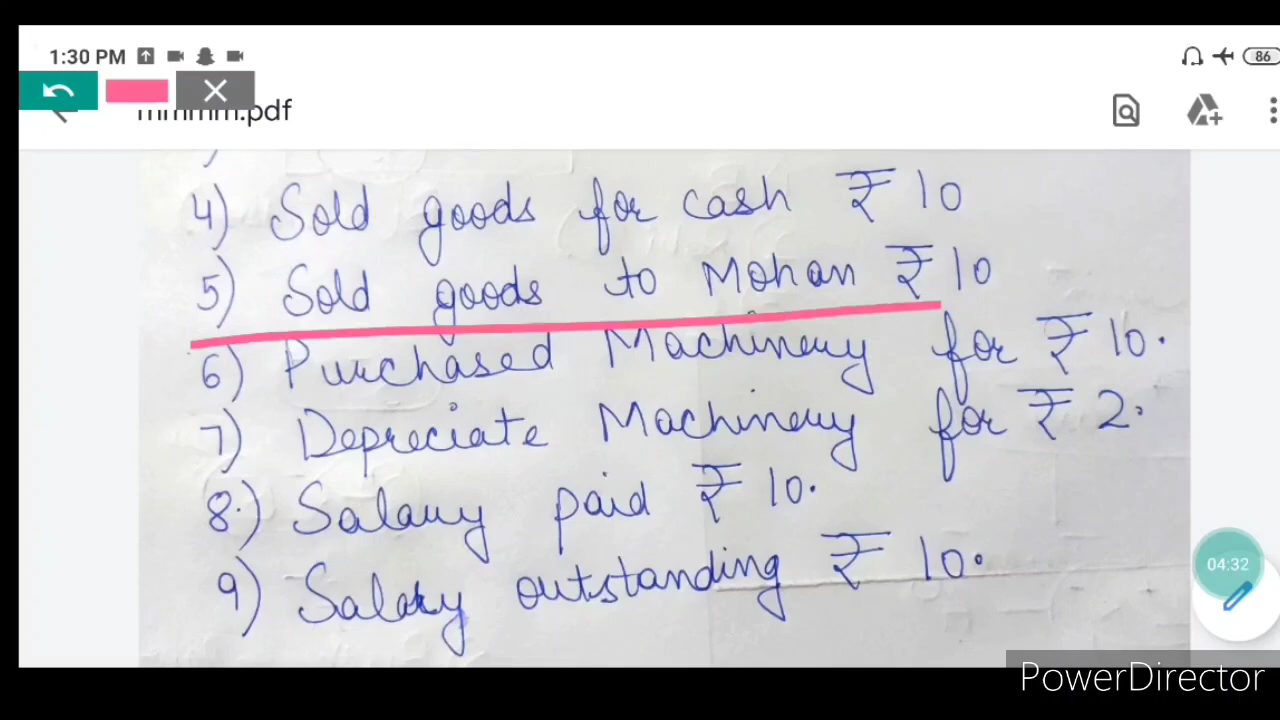 1:30 PM
86
mmmm.pdf
4) Sold goods for cash ₹ 10
5) Sold goods to Mohan ₹ 10
6) Purchased Machinery for ₹ 10.
7) Depreciate Machinery for ₹ 2.
8.) Salary paid ₹ 10.
9) Salary outstanding ₹ 10.
04:32
PowerDirector